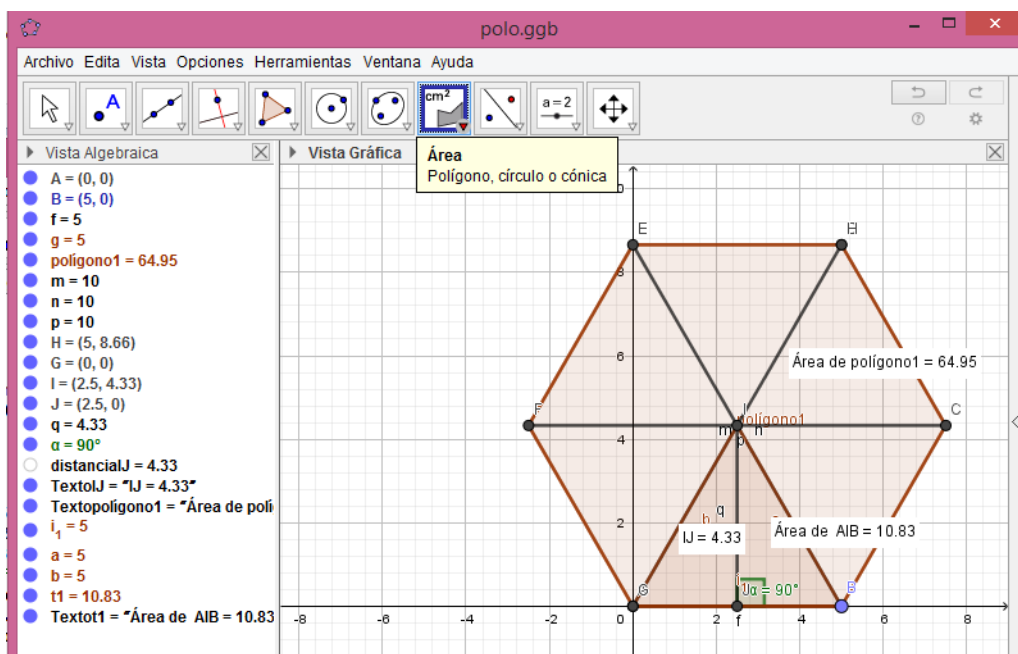 polo.ggb
Archivo Edita Vista Opciones Herramientas Ventana Ayuda
A
cm²
a = 2
Vista Algebraica
Vista Gráfica
Área
Polígono, círculo o cónica
A = (0, 0)
B = (5, 0)
f = 5
g = 5
polígono1 = 64.95
m = 10
n = 10
p = 10
H = (5, 8.66)
G = (0, 0)
I = (2.5, 4.33)
J = (2.5, 0)
q = 4.33
α = 90°
distanciaIJ = 4.33
TextoIJ = "IJ = 4.33"
Textopolígono1 = "Área de polí
i₁ = 5
a = 5
b = 5
t1 = 10.83
Textot1 = "Área de AIB = 10.83
E
H
8
6
Área de polígono1 = 64.95
F
I
C
polígono1
m
n
p
4
2
q
b
IJ = 4.33
Área de AIB = 10.83
G
J
α = 90°
B
-8
-6
-4
-2
0
2
f
4
6
8